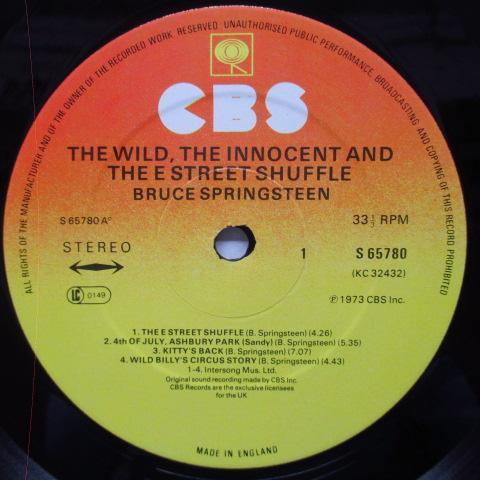 ALL RIGHTS OF THE MANUFACTURER AND OF THE OWNER OF THE RECORDED WORK RESERVED UNAUTHORISED PUBLIC PERFORMANCE, BROADCASTING AND COPYING OF THIS RECORD PROHIBITED
CBS
THE WILD, THE INNOCENT AND
THE E STREET SHUFFLE
BRUCE SPRINGSTEEN
S 65780 A° 33 1/3 RPM
STEREO 1 S 65780
(KC 32432)
LC 0149 ℗ 1973 CBS Inc.
1. THE E STREET SHUFFLE (B. Springsteen) (4.26)
2. 4th OF JULY, ASHBURY PARK (Sandy) (B. Springsteen) (5.35)
3. KITTY'S BACK (B. Springsteen) (7.07)
4. WILD BILLY'S CIRCUS STORY (B. Springsteen) (4.43)
1-4. Intersong Mus. Ltd.
Original sound recording made by CBS Inc.
CBS Records are the exclusive licensees
for the UK
MADE IN ENGLAND